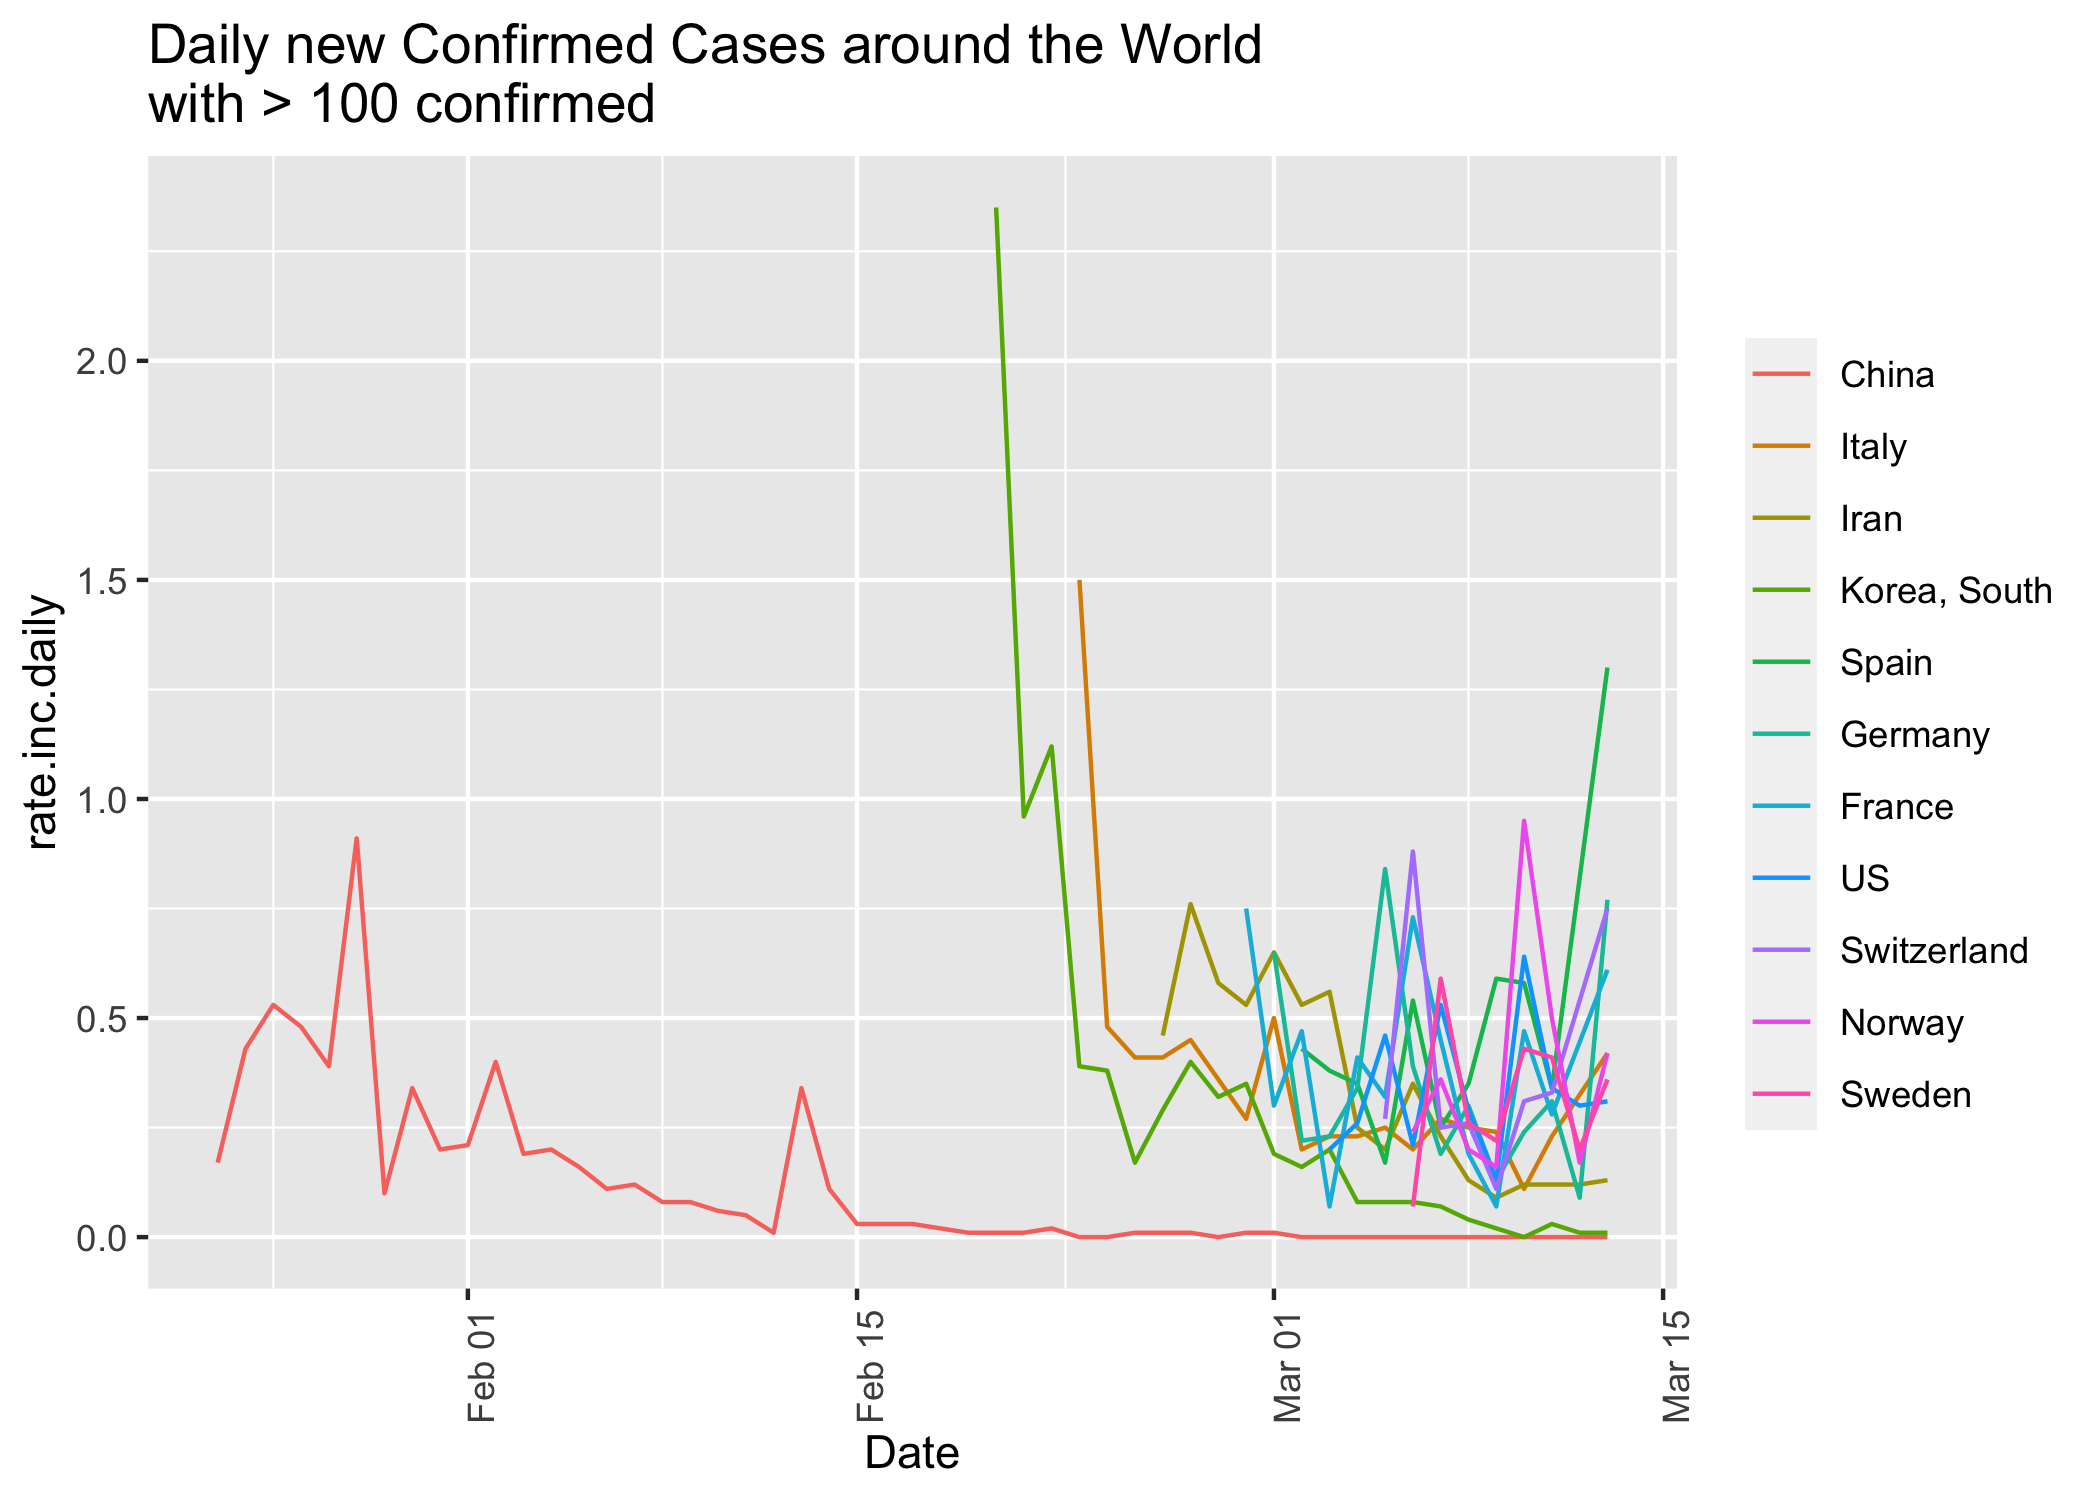 Daily new Confirmed Cases around the World
with > 100 confirmed
rate.inc.daily
2.0
1.5
1.0
0.5
0.0
Feb 01
Feb 15
Mar 01
Mar 15
Date
China
Italy
Iran
Korea, South
Spain
Germany
France
US
Switzerland
Norway
Sweden